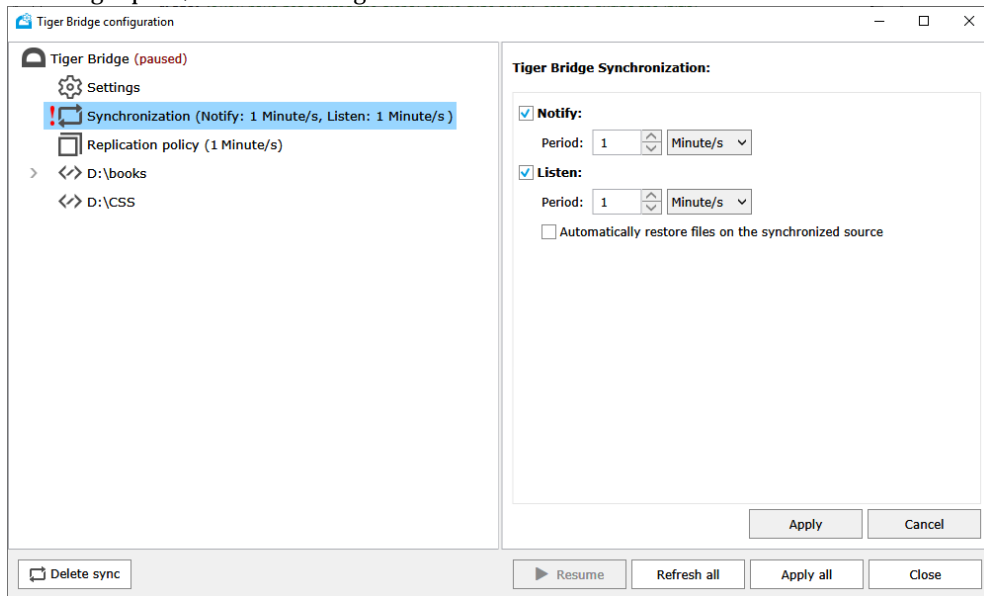 Tiger Bridge configuration
Tiger Bridge (paused)
Settings
! Synchronization (Notify: 1 Minute/s, Listen: 1 Minute/s )
Replication policy (1 Minute/s)
D:\books
D:\CSS
Tiger Bridge Synchronization:
Notify:
Period: 1 Minute/s
Listen:
Period: 1 Minute/s
Automatically restore files on the synchronized source
Apply Cancel
Delete sync
Resume Refresh all Apply all Close